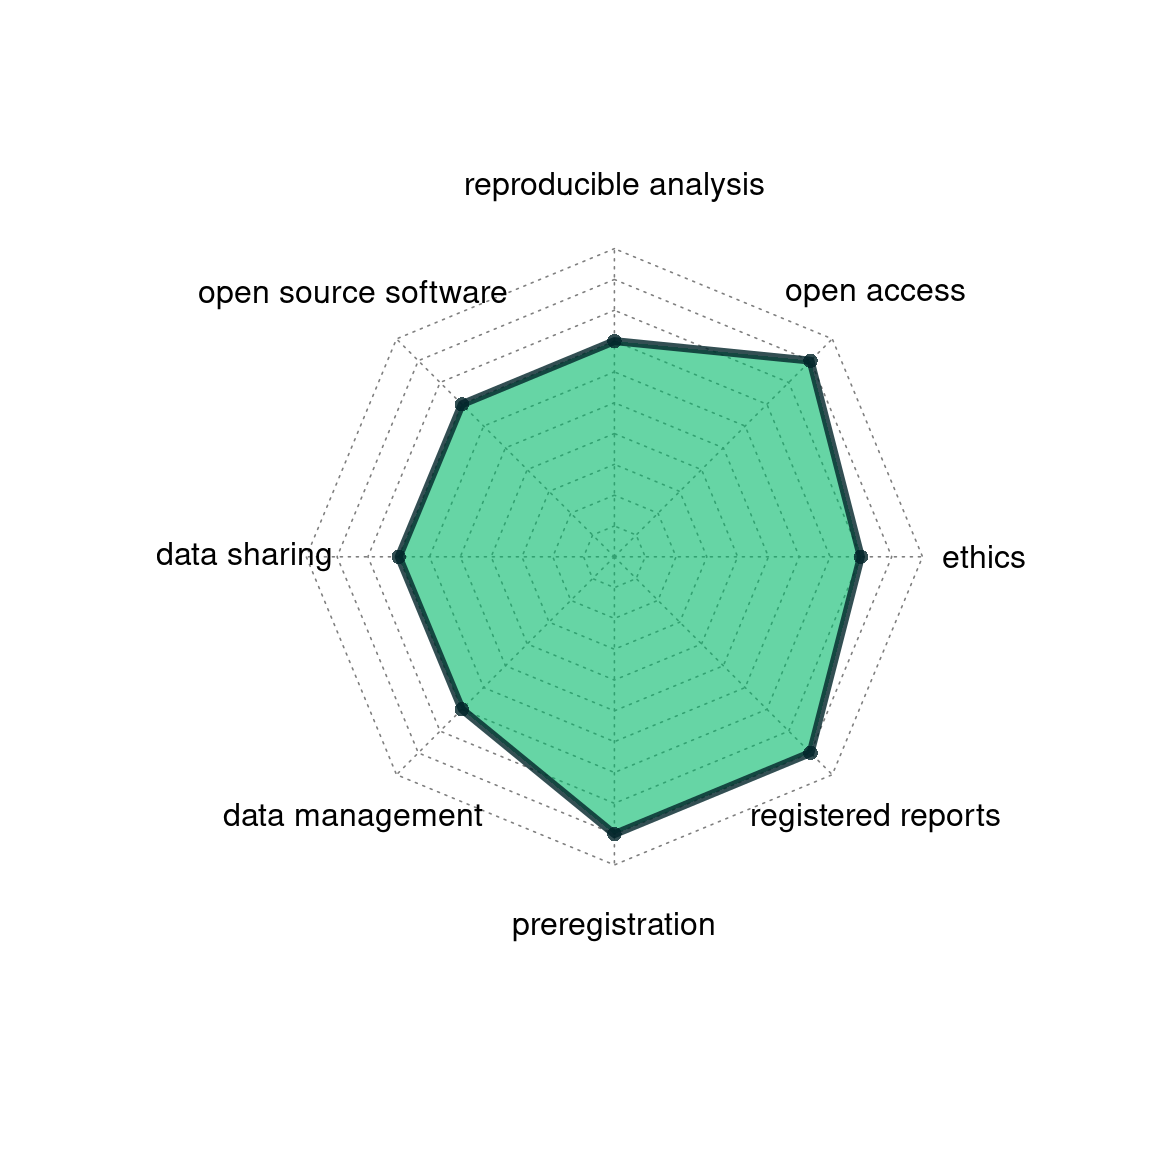 reproducible analysis
open source software
open access
data sharing
ethics
data management
registered reports
preregistration